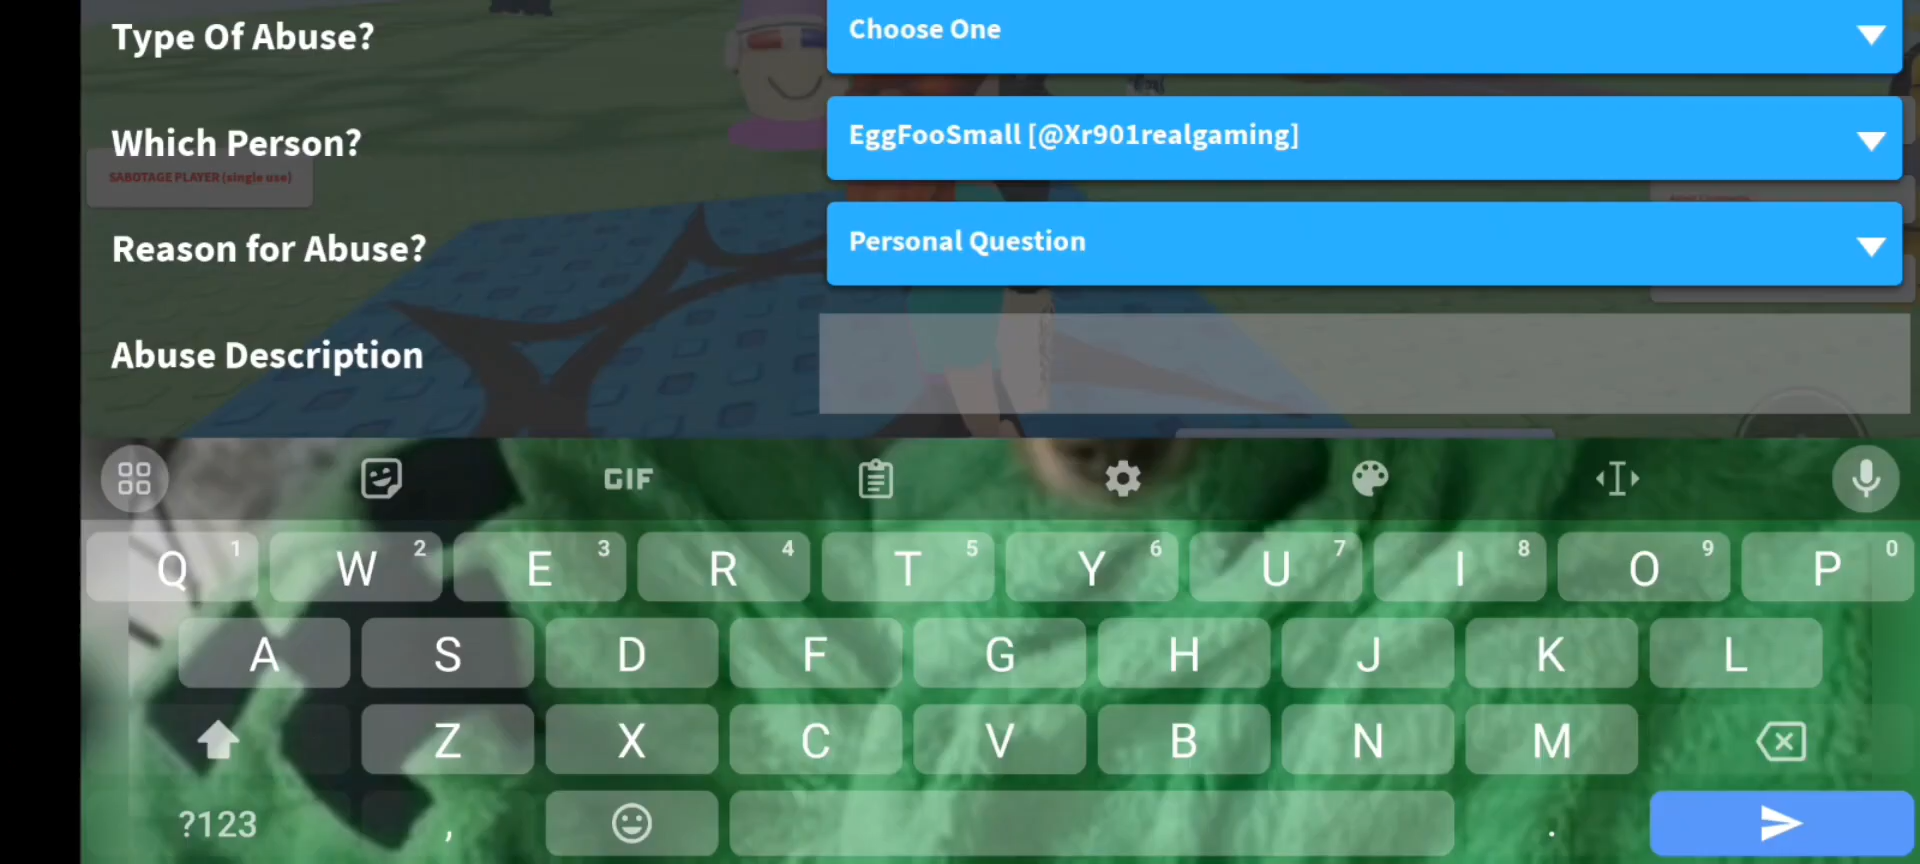 Type Of Abuse?
Choose One
Which Person?
EggFooSmall [@Xr901realgaming]
SABOTAGE PLAYER (single use)
Reason for Abuse?
Personal Question
Abuse Description
GIF
Q 1 W 2 E 3 R 4 T 5 Y 6 U 7 I 8 O 9 P 0
A S D F G H J K L
Z X C V B N M
?123 , .